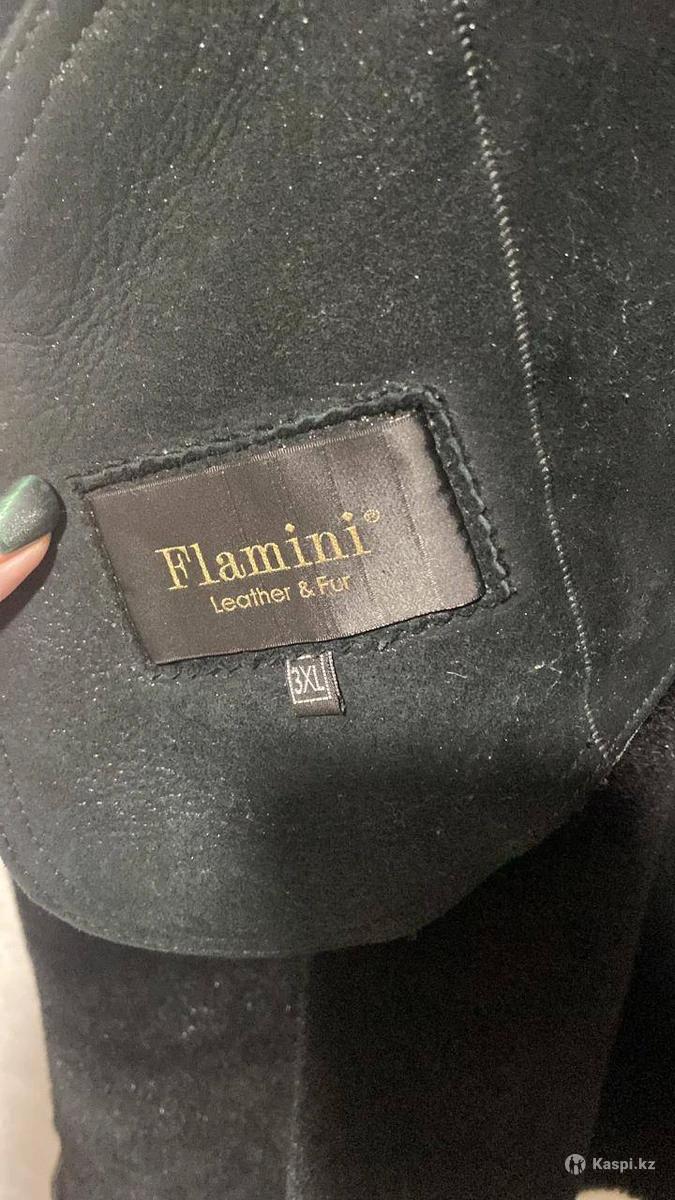 Flamini®
Leather & Fur
3XL
Kaspi.kz